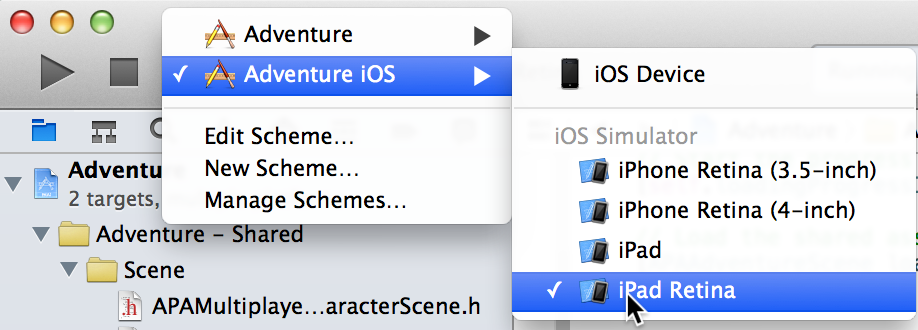 Adventure
Adventure iOS
Edit Scheme...
New Scheme...
Manage Schemes...
iOS Device
iOS Simulator
iPhone Retina (3.5-inch)
iPhone Retina (4-inch)
iPad
iPad Retina
Adventure
2 targets,
Adventure – Shared
Scene
APAMultiplaye...aracterScene.h